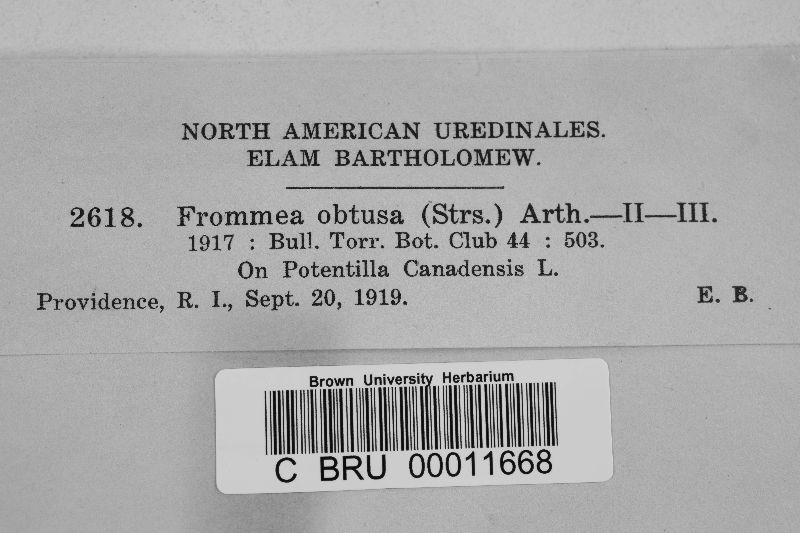 NORTH AMERICAN UREDINALES.
ELAM BARTHOLOMEW.
2618. Frommea obtusa (Strs.) Arth.—II—III.
1917 : Bull. Torr. Bot. Club 44 : 503.
On Potentilla Canadensis L.
Providence, R. I., Sept. 20, 1919. E. B.
Brown University Herbarium
C BRU 00011668